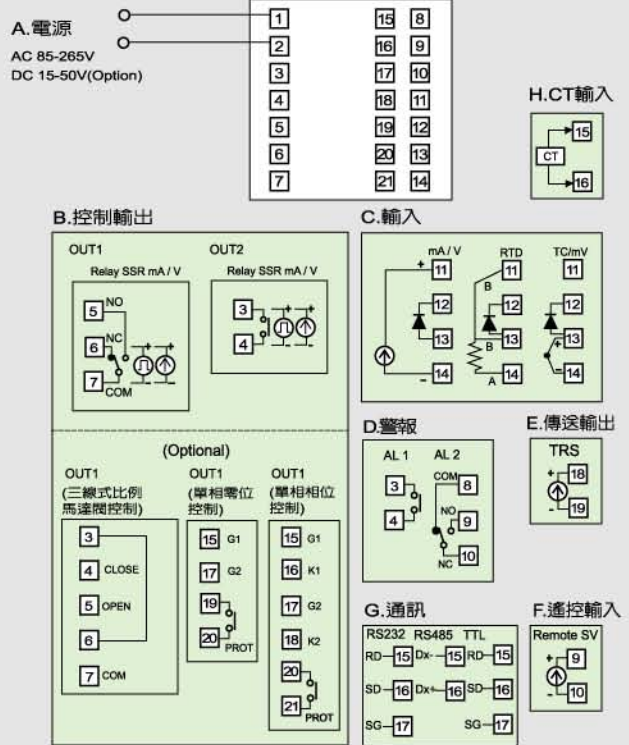 A.電源
AC 85-265V
DC 15-50V(Option)
1 15 8
2 16 9
3 17 10
4 18 11
5 19 12
6 20 13
7 21 14
H.CT輸入
CT
15
16
B.控制輸出
OUT1
Relay SSR mA / V
5 NO
6 NC
7 COM
+ +
- -
OUT2
Relay SSR mA / V
3
4
+ +
- -
(Optional)
OUT1
(三線式比例
馬達閥控制)
3
4 CLOSE
5 OPEN
6
7 COM
OUT1
(單相零位
控制)
15 G1
17 G2
19
20 PROT
OUT1
(單相相位
控制)
15 G1
16 K1
17 G2
18 K2
20
21 PROT
C.輸入
mA / V RTD TC/mV
+ 11 11 11
B
12 12 12
13 13 13
B +
- 14 14 - 14
A
D.警報
AL 1 AL 2
3
4
COM 8
NO 9
NC 10
E.傳送輸出
TRS
+ 18
- 19
G.通訊
RS232 RS485 TTL
RD 15 Dx- 15 RD 15
SD 16 Dx+ 16 SD 16
SG 17 SG 17
F.遙控輸入
Remote SV
+ 9
- 10